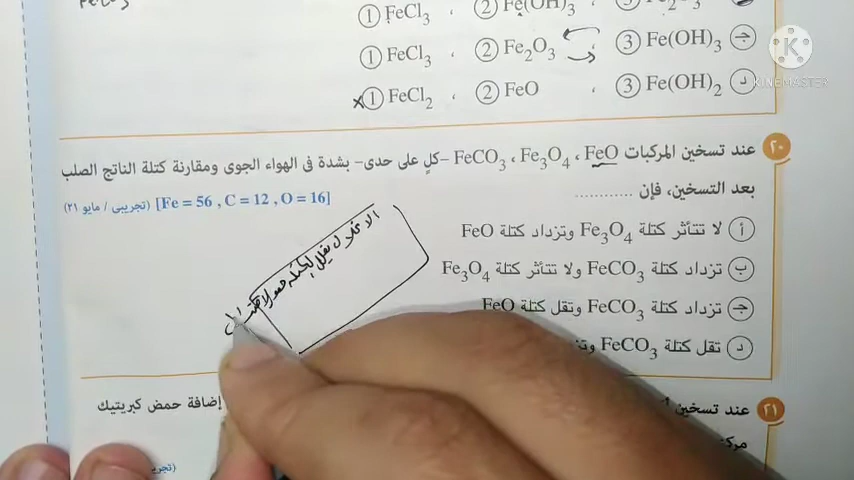 ① FeCl3 ، ② Fe(OH)3 ،
ج ③ Fe(OH)3 ، ② Fe2O3 ، ① FeCl3
د ③ Fe(OH)2 ، ② FeO ، ① FeCl2
KINEMASTER
٢٠ عند تسخين المركبات FeO ، Fe3O4 ، FeCO3 -كلٍ على حدى- بشدة فى الهواء الجوى ومقارنة كتلة الناتج الصلب
بعد التسخين، فإن ............
[Fe = 56 , C = 12 , O = 16] (تجريبى / مايو ٢١)
أ لا تتأثر كتلة Fe3O4 وتزداد كتلة FeO
ب تزداد كتلة FeCO3 ولا تتأثر كتلة Fe3O4
ج تزداد كتلة FeCO3 وتقل كتلة FeO
د تقل كتلة FeCO3
٢١ عند تسخين إضافة حمض كبريتيك